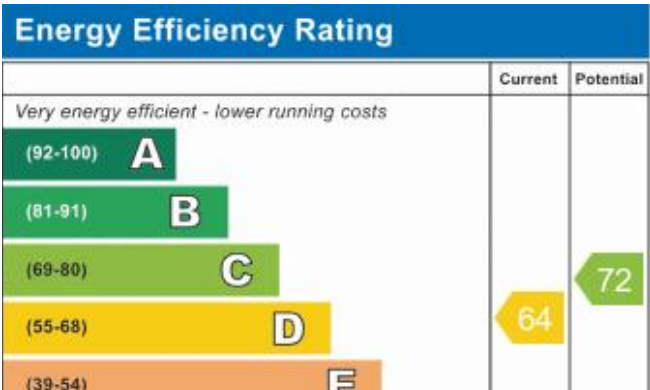 Energy Efficiency Rating
Current Potential
Very energy efficient - lower running costs
(92-100) A
(81-91) B
(69-80) C
72
(55-68) D
64
(39-54) E